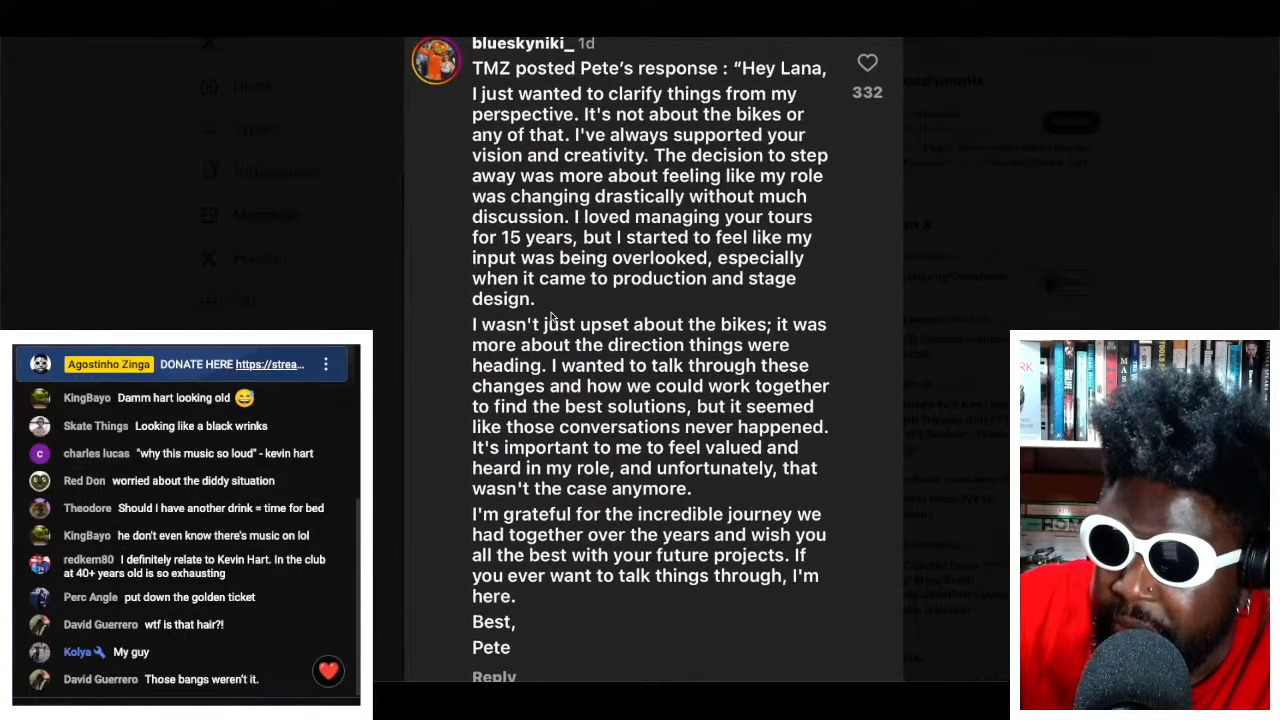 blueskyniki_ 1d
TMZ posted Pete's response : "Hey Lana,
332
I just wanted to clarify things from my
perspective. It's not about the bikes or
any of that. I've always supported your
vision and creativity. The decision to step
away was more about feeling like my role
was changing drastically without much
discussion. I loved managing your tours
for 15 years, but I started to feel like my
input was being overlooked, especially
when it came to production and stage
design.
I wasn't just upset about the bikes; it was
more about the direction things were
heading. I wanted to talk through these
changes and how we could work together
to find the best solutions, but it seemed
like those conversations never happened.
It's important to me to feel valued and
heard in my role, and unfortunately, that
wasn't the case anymore.
I'm grateful for the incredible journey we
had together over the years and wish you
all the best with your future projects. If
you ever want to talk things through, I'm
here.
Best,
Pete
Reply
Agostinho Zinga DONATE HERE https://strea...
KingBayo Damm hart looking old 😅
Skate Things Looking like a black wrinks
charles lucas "why this music so loud" - kevin hart
Red Don worried about the diddy situation
Theodore Should I have another drink = time for bed
KingBayo he don't even know there's music on lol
redkem80 I definitely relate to Kevin Hart. In the club
at 40+ years old is so exhausting
Perc Angle put down the golden ticket
David Guerrero wtf is that hair?!
Kolya My guy
David Guerrero Those bangs weren't it.